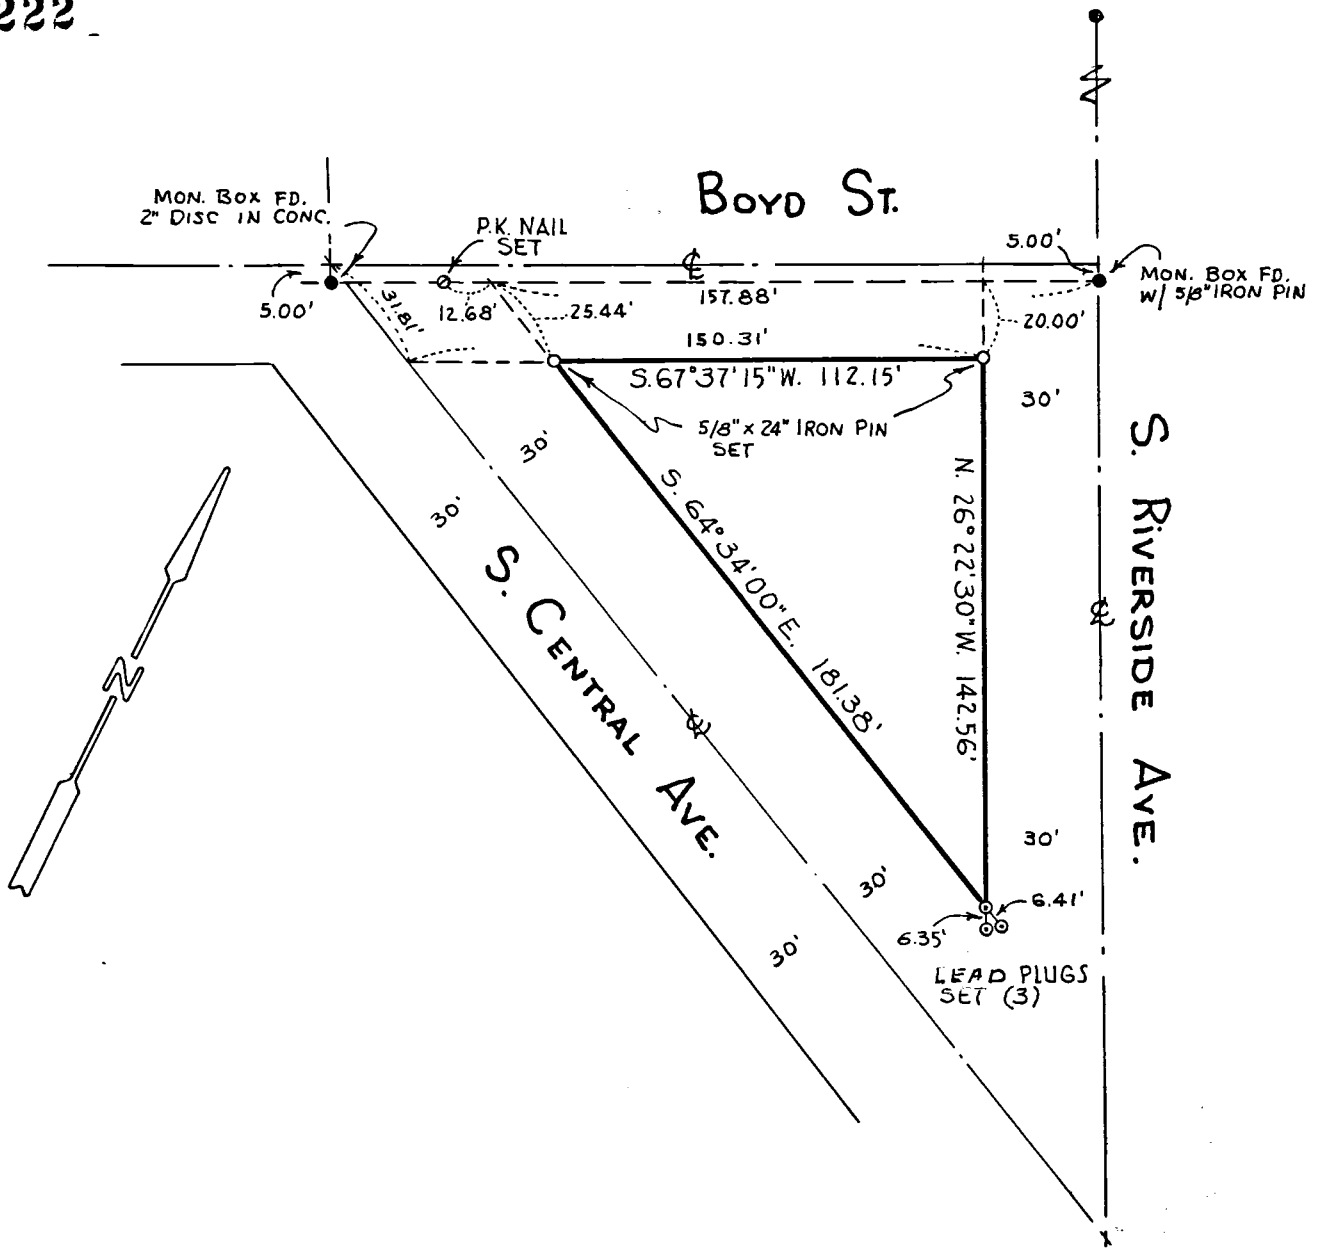 222
BOYD ST.
MON. BOX FD.
2" DISC IN CONC.
P.K. NAIL
SET
5.00'
MON. BOX FD.
W/ 5/8" IRON PIN
℄
5.00'
31.81'
12.68'
25.44'
157.88'
20.00'
150.31'
S. 67°37'15"W. 112.15'
5/8" x 24" IRON PIN
SET
30'
30'
30'
S. 64°34'00"E. 181.38'
N. 26°22'30"W. 142.56'
S. RIVERSIDE AVE.
℄
S. CENTRAL AVE.
℄
N
30'
30'
30'
6.41'
6.35'
LEAD PLUGS
SET (3)